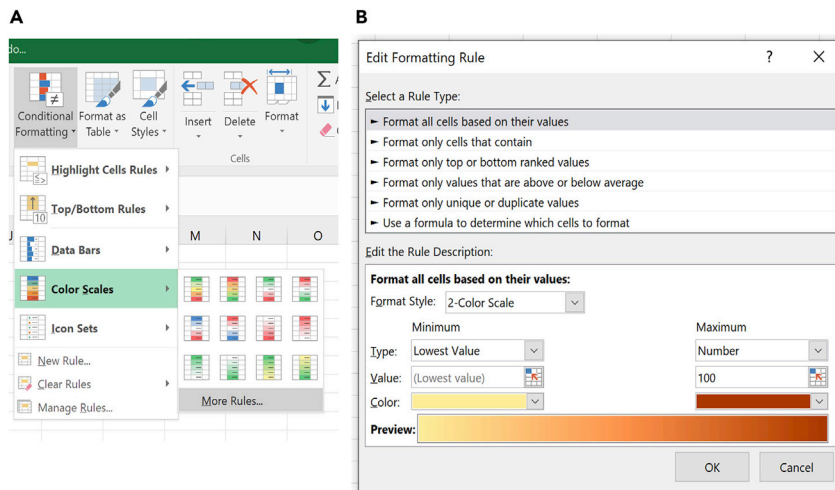 A
do...
Conditional Formatting
Format as Table
Cell Styles
Insert
Delete
Format
Cells
Highlight Cells Rules
Top/Bottom Rules
10
Data Bars
Color Scales
Icon Sets
New Rule...
Clear Rules
Manage Rules...
M N O
More Rules...
B
Edit Formatting Rule ? X
Select a Rule Type:
► Format all cells based on their values
► Format only cells that contain
► Format only top or bottom ranked values
► Format only values that are above or below average
► Format only unique or duplicate values
► Use a formula to determine which cells to format
Edit the Rule Description:
Format all cells based on their values:
Format Style: 2-Color Scale
Minimum Maximum
Type: Lowest Value Number
Value: (Lowest value) 100
Color:
Preview:
OK Cancel